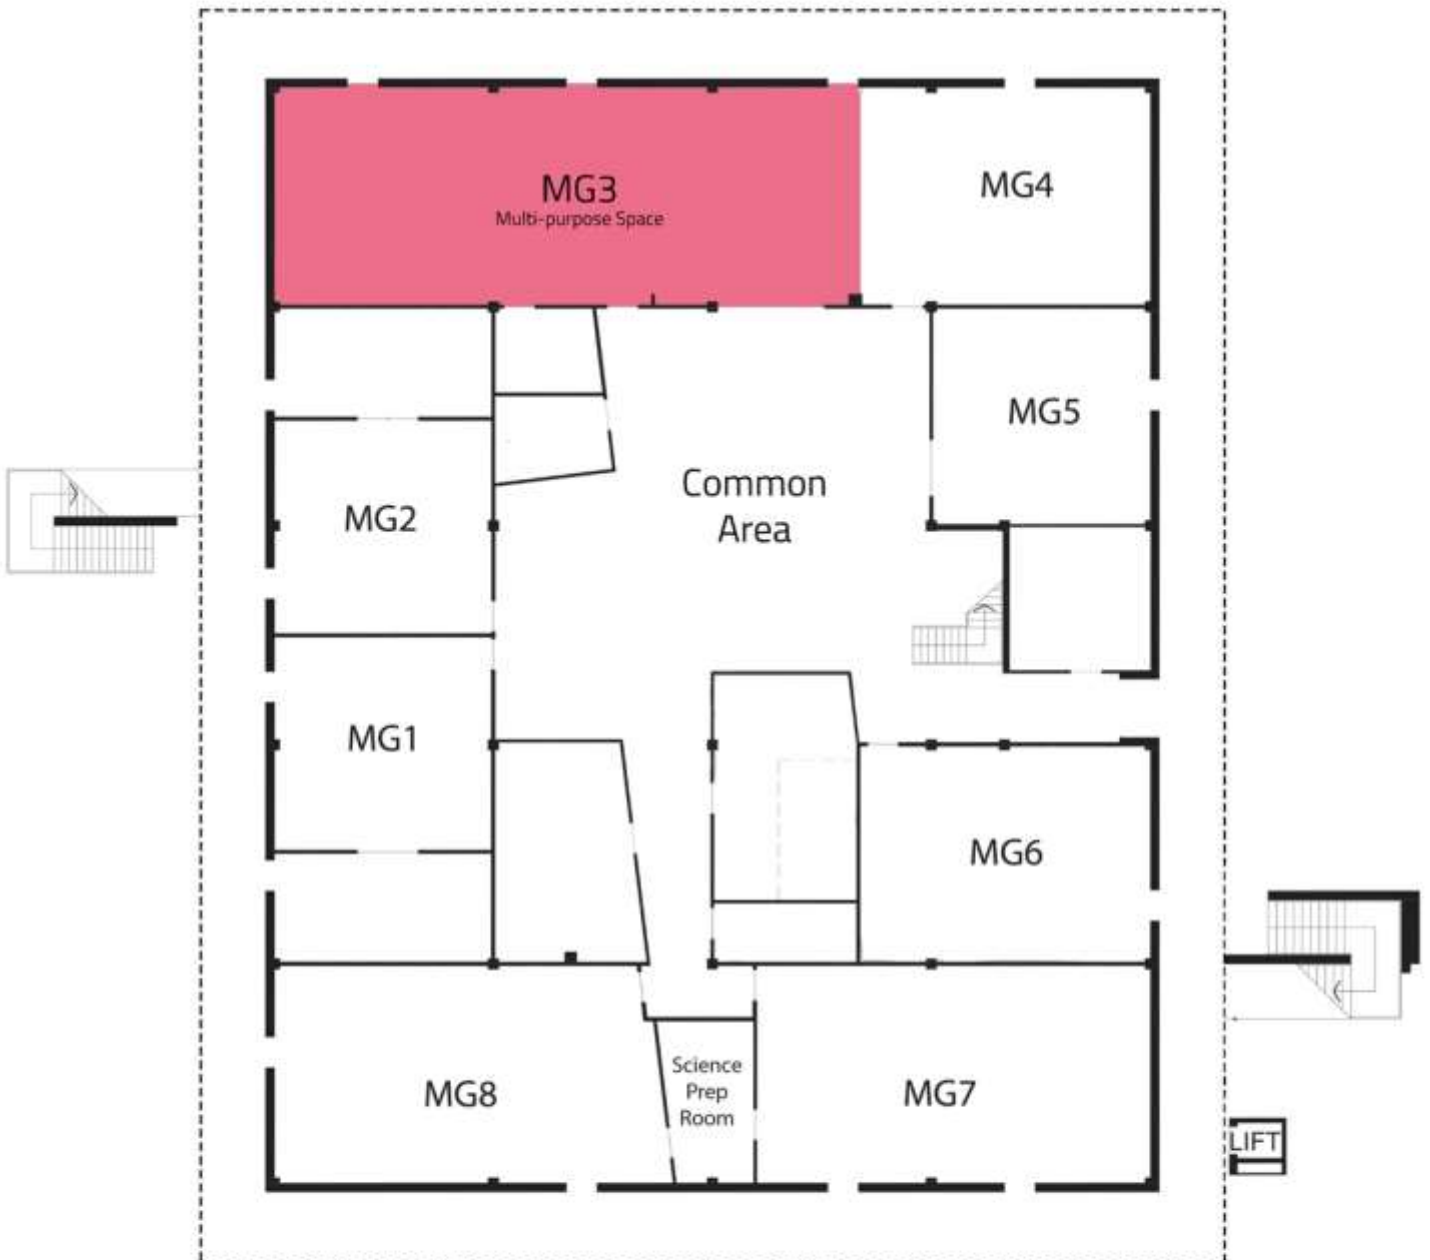 MG3
Multi-purpose Space
MG4
MG5
Common
Area
MG2
MG1
MG6
MG8
Science
Prep
Room
MG7
LIFT